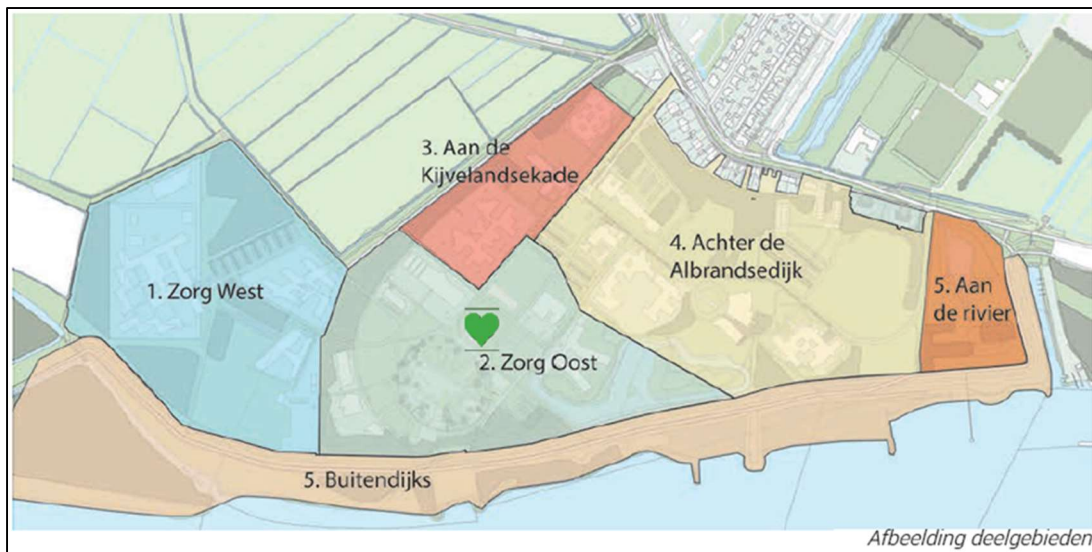 3. Aan de
Kijvelandsekade
4. Achter de
Albrandsedijk
1. Zorg West
5. Aan
de rivier
2. Zorg Oost
5. Buitendijks
Afbeelding deelgebieden